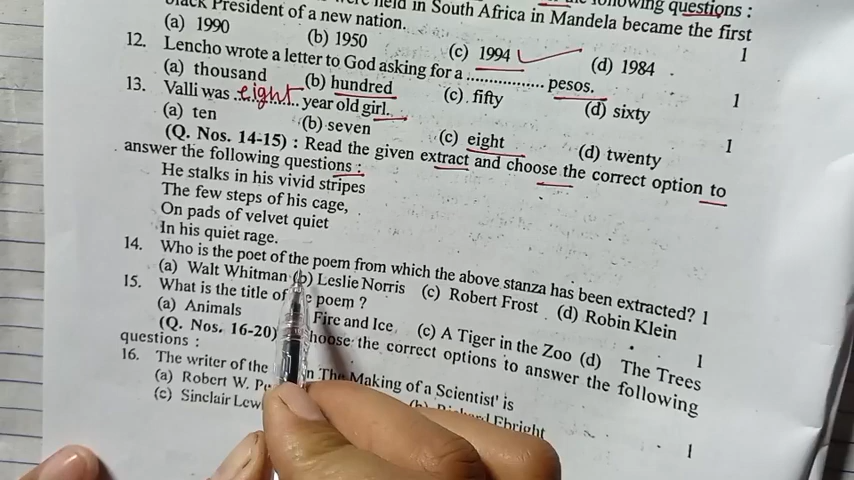 following questions :
were held in South Africa in Mandela became the first
black President of a new nation. 1
(a) 1990 (b) 1950 (c) 1994 (d) 1984
12. Lencho wrote a letter to God asking for a ................ pesos. 1
(a) thousand (b) hundred (c) fifty (d) sixty
13. Valli was ...eight... year old girl. 1
(a) ten (b) seven (c) eight (d) twenty
(Q. Nos. 14-15) : Read the given extract and choose the correct option to
answer the following questions :
He stalks in his vivid stripes
The few steps of his cage,
On pads of velvet quiet
In his quiet rage.
14. Who is the poet of the poem from which the above stanza has been extracted? 1
(a) Walt Whitman (b) Leslie Norris (c) Robert Frost (d) Robin Klein
15. What is the title of poem ? 1
(a) Animals Fire and Ice (c) A Tiger in the Zoo (d) The Trees
(Q. Nos. 16-20) Choose the correct options to answer the following
questions :
16. The writer of the The Making of a Scientist' is 1
(a) Robert W. (b) Richard Ebright
(c) Sinclair